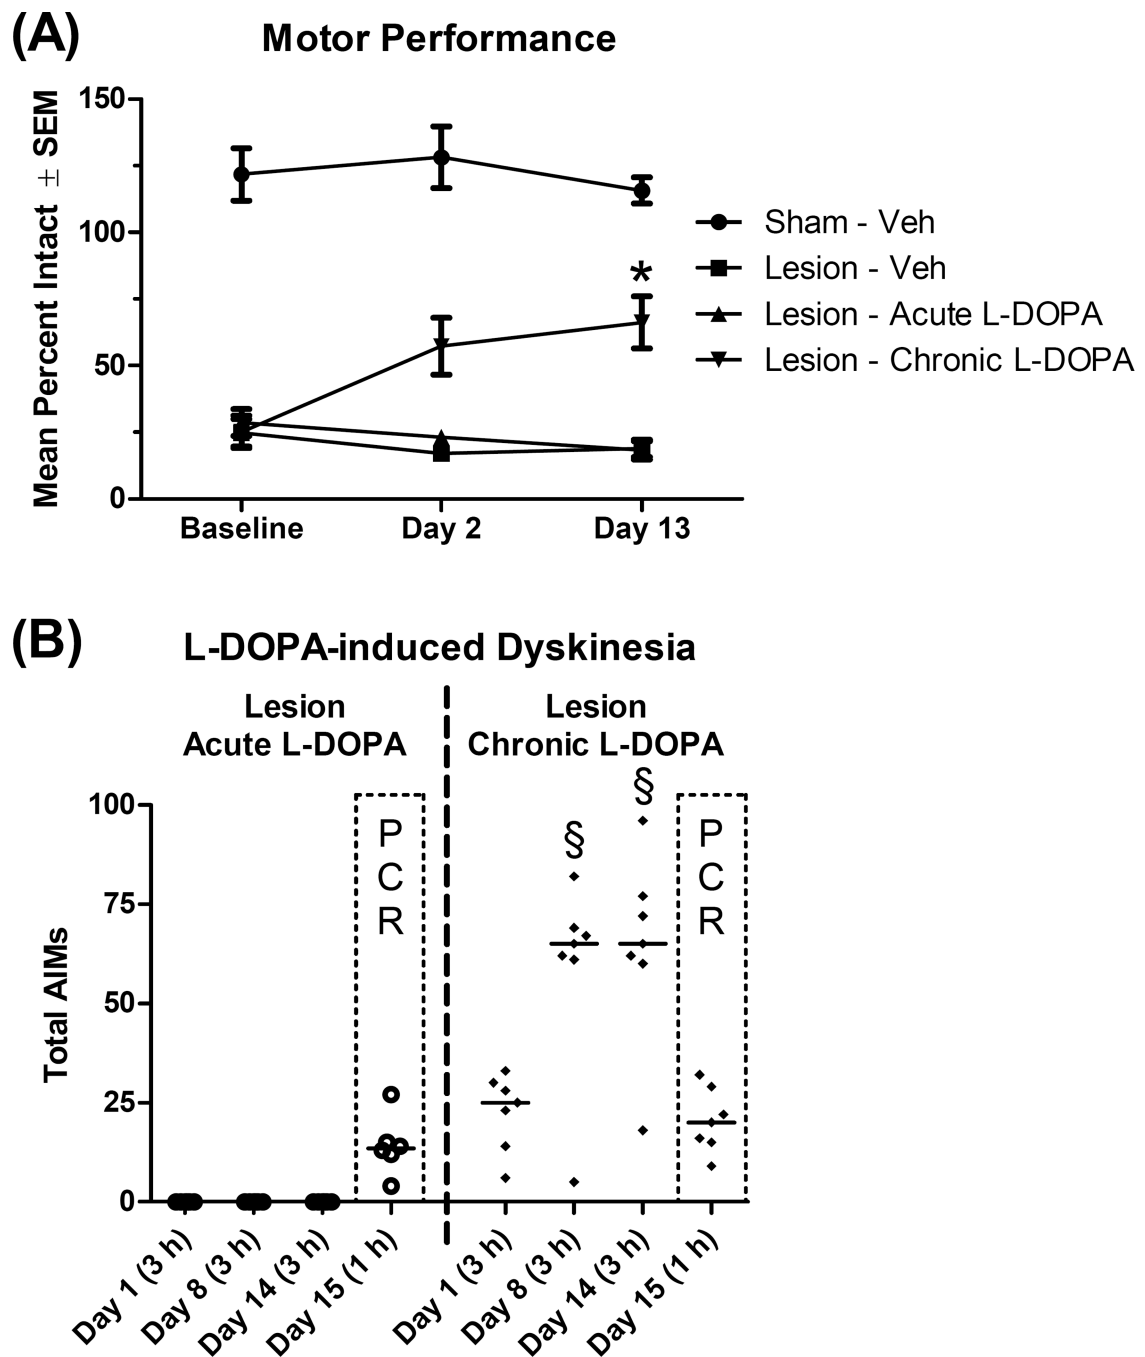 (A)
Motor Performance
Mean Percent Intact ± SEM
150
100
50
0
Baseline
Day 2
Day 13
*
Sham - Veh
Lesion - Veh
Lesion - Acute L-DOPA
Lesion - Chronic L-DOPA
(B)
L-DOPA-induced Dyskinesia
Lesion
Acute L-DOPA
Lesion
Chronic L-DOPA
Total AIMs
100
75
50
25
0
P
C
R
§
§
P
C
R
Day 1 (3 h)
Day 8 (3 h)
Day 14 (3 h)
Day 15 (1 h)
Day 1 (3 h)
Day 8 (3 h)
Day 14 (3 h)
Day 15 (1 h)